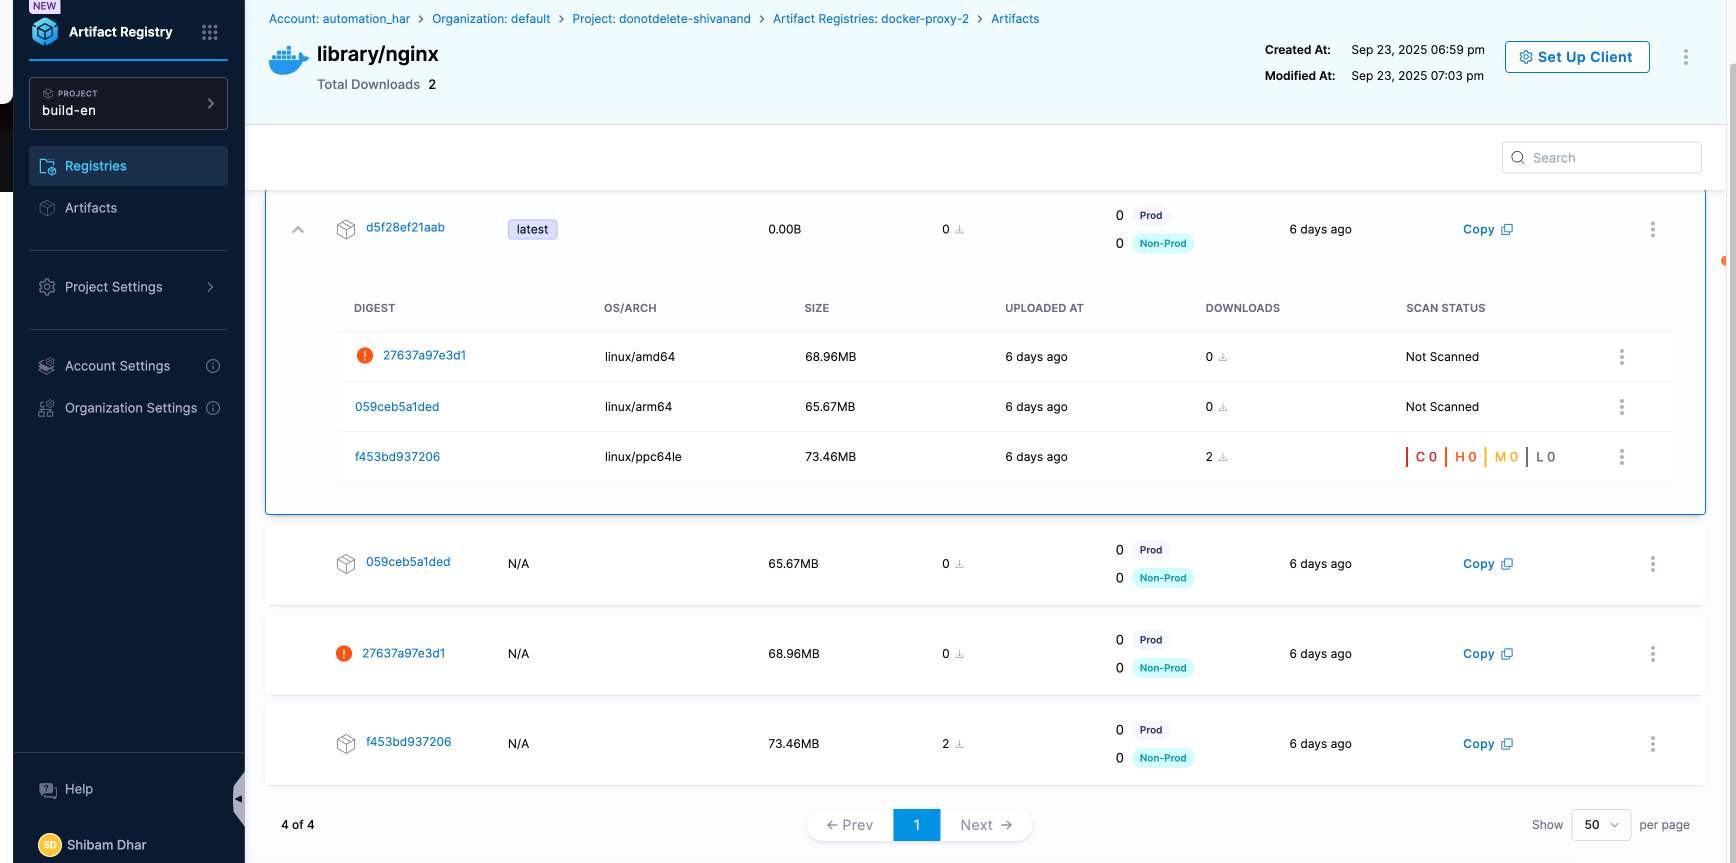 NEW
Artifact Registry
PROJECT
build-en
Registries
Artifacts
Project Settings
Account Settings
Organization Settings
Help
SD Shibam Dhar
Account: automation_har > Organization: default > Project: donotdelete-shivanand > Artifact Registries: docker-proxy-2 > Artifacts
library/nginx
Total Downloads 2
Created At: Sep 23, 2025 06:59 pm
Modified At: Sep 23, 2025 07:03 pm
Set Up Client
Search
d5f28ef21aab latest 0.00B 0 0 Prod 0 Non-Prod 6 days ago Copy
DIGEST OS/ARCH SIZE UPLOADED AT DOWNLOADS SCAN STATUS
27637a97e3d1 linux/amd64 68.96MB 6 days ago 0 Not Scanned
059ceb5a1ded linux/arm64 65.67MB 6 days ago 0 Not Scanned
f453bd937206 linux/ppc64le 73.46MB 6 days ago 2 C 0 H 0 M 0 L 0
059ceb5a1ded N/A 65.67MB 0 0 Prod 0 Non-Prod 6 days ago Copy
27637a97e3d1 N/A 68.96MB 0 0 Prod 0 Non-Prod 6 days ago Copy
f453bd937206 N/A 73.46MB 2 0 Prod 0 Non-Prod 6 days ago Copy
4 of 4 ← Prev 1 Next → Show 50 per page